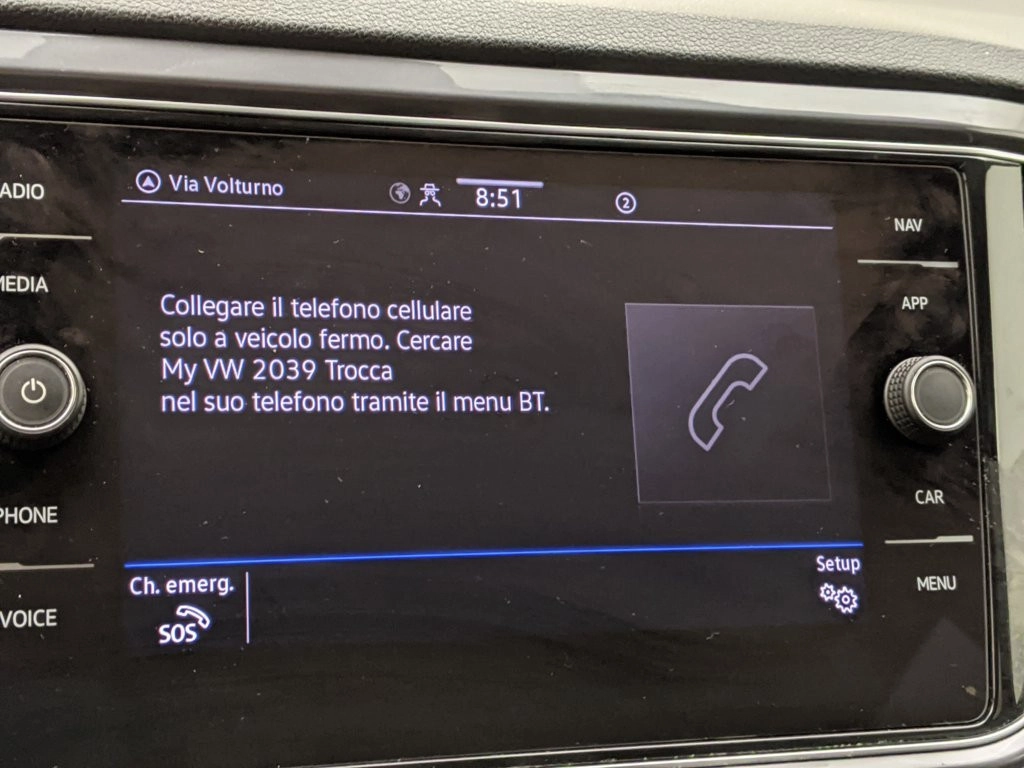 ADIO
MEDIA
PHONE
VOICE
Via Volturno
8:51
2
Collegare il telefono cellulare
solo a veicolo fermo. Cercare
My VW 2039 Trocca
nel suo telefono tramite il menu BT.
Ch. emerg.
SOS
Setup
NAV
APP
CAR
MENU